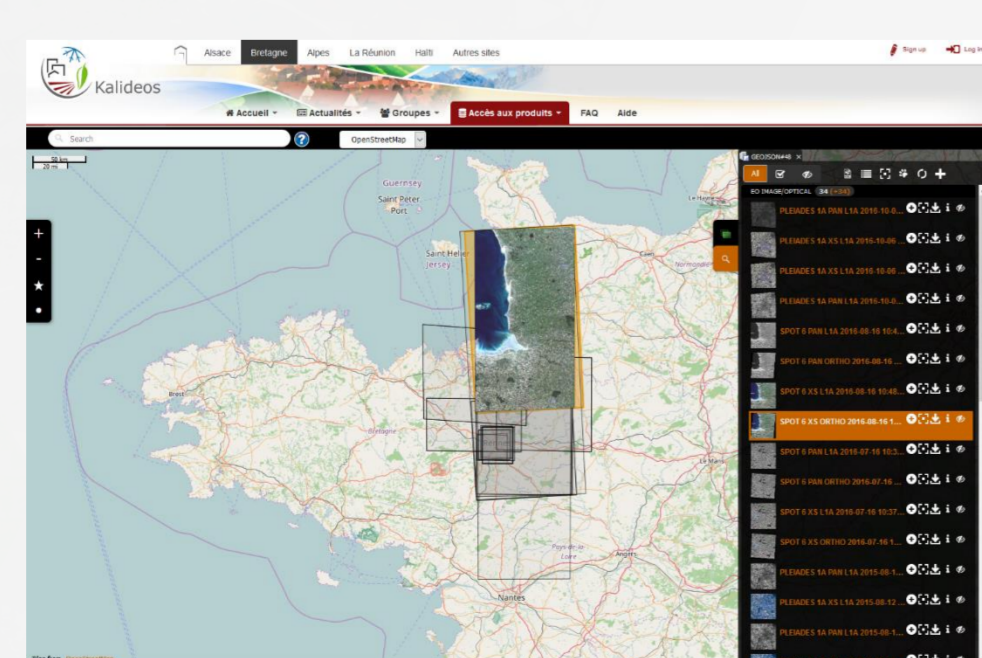 Alsace Bretagne Alpes La Réunion Haïti Autres sites
Sign up Log in
Kalideos
Accueil Actualités Groupes Accès aux produits FAQ Aide
Search
?
OpenStreetMap
50 km
20 mi
GEOJSON#48 x
All
EO IMAGE/OPTICAL 34 (+34)
Guernsey
Saint Peter
Port
Saint Helier
Jersey
Caen
Brest
Bretagne
Pays-de-la-
Loire
Angers
Nantes
+
-
PLEIADES 1A PAN L1A 2016-10-0...
PLEIADES 1A XS L1A 2016-10-06 ...
PLEIADES 1A XS L1A 2016-10-06 ...
PLEIADES 1A PAN L1A 2016-10-0...
SPOT 6 PAN L1A 2016-08-16 10:4...
SPOT 6 PAN ORTHO 2016-08-16 ...
SPOT 6 XS L1A 2016-08-16 10:48...
SPOT 6 XS ORTHO 2016-08-16 1...
SPOT 6 PAN L1A 2016-07-16 10:3...
SPOT 6 PAN ORTHO 2016-07-16 ...
SPOT 6 XS L1A 2016-07-16 10:37...
SPOT 6 XS ORTHO 2016-07-16 1...
PLEIADES 1A PAN L1A 2015-08-1...
PLEIADES 1A XS L1A 2015-08-12 ...
PLEIADES 1A PAN L1A 2015-08-1...